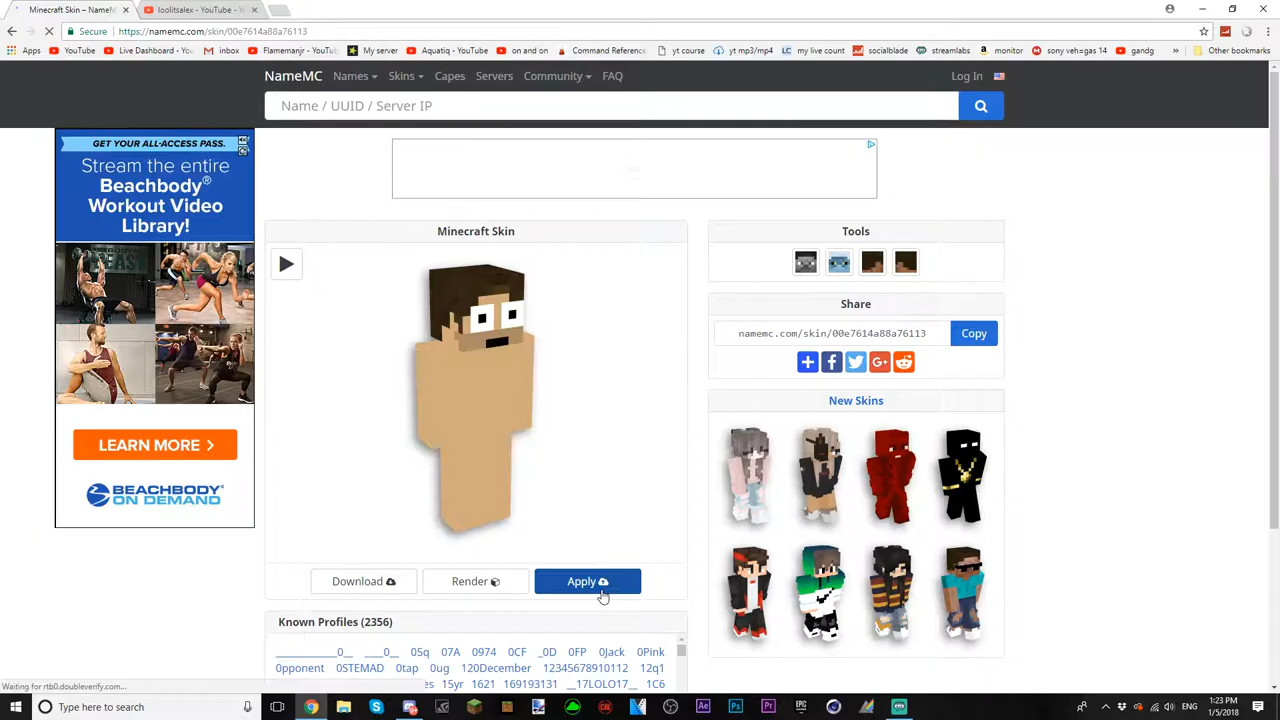 Minecraft Skin – NameM
loolitsalex - YouTube - 
Secure
https://namemc.com/skin/00e7614a88a76113
Apps
YouTube
Live Dashboard - You
inbox
Flamemanjr - YouTu
My server
Aquatiq - YouTube
on and on
Command Reference
yt course
yt mp3/mp4
my live count
socialblade
streamlabs
monitor
sony veh=gas 14
gandg
Other bookmarks
NameMC
Names
Skins
Capes
Servers
Community
FAQ
Log In
Name / UUID / Server IP
GET YOUR ALL-ACCESS PASS.
Stream the entire
Beachbody®
Workout Video
Library!
LEARN MORE >
BEACHBODY
ON DEMAND
Minecraft Skin
Download
Render
Apply
Known Profiles (2356)
____________0__ ____0__ 05q 07A 0974 0CF _0D 0FP 0Jack 0Pink
0pponent 0STEMAD 0tap 0ug 120December 12345678910112 12q1
15yr 1621 169193131 __17LOLO17__ 1C6
Tools
Share
namemc.com/skin/00e7614a88a76113
Copy
New Skins
Waiting for rtb0.doubleverify.com...
Type here to search
ENG
1:23 PM
1/5/2018